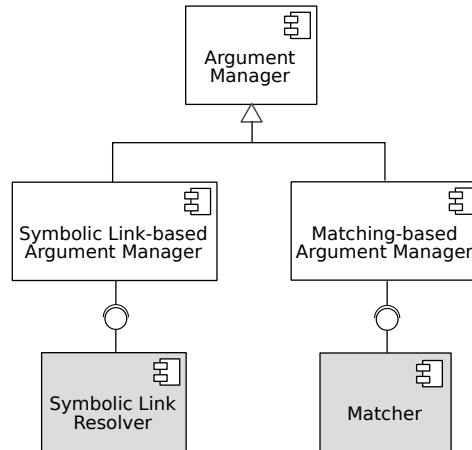 Argument
Manager
Symbolic Link-based
Argument Manager
Matching-based
Argument Manager
Symbolic Link
Resolver
Matcher